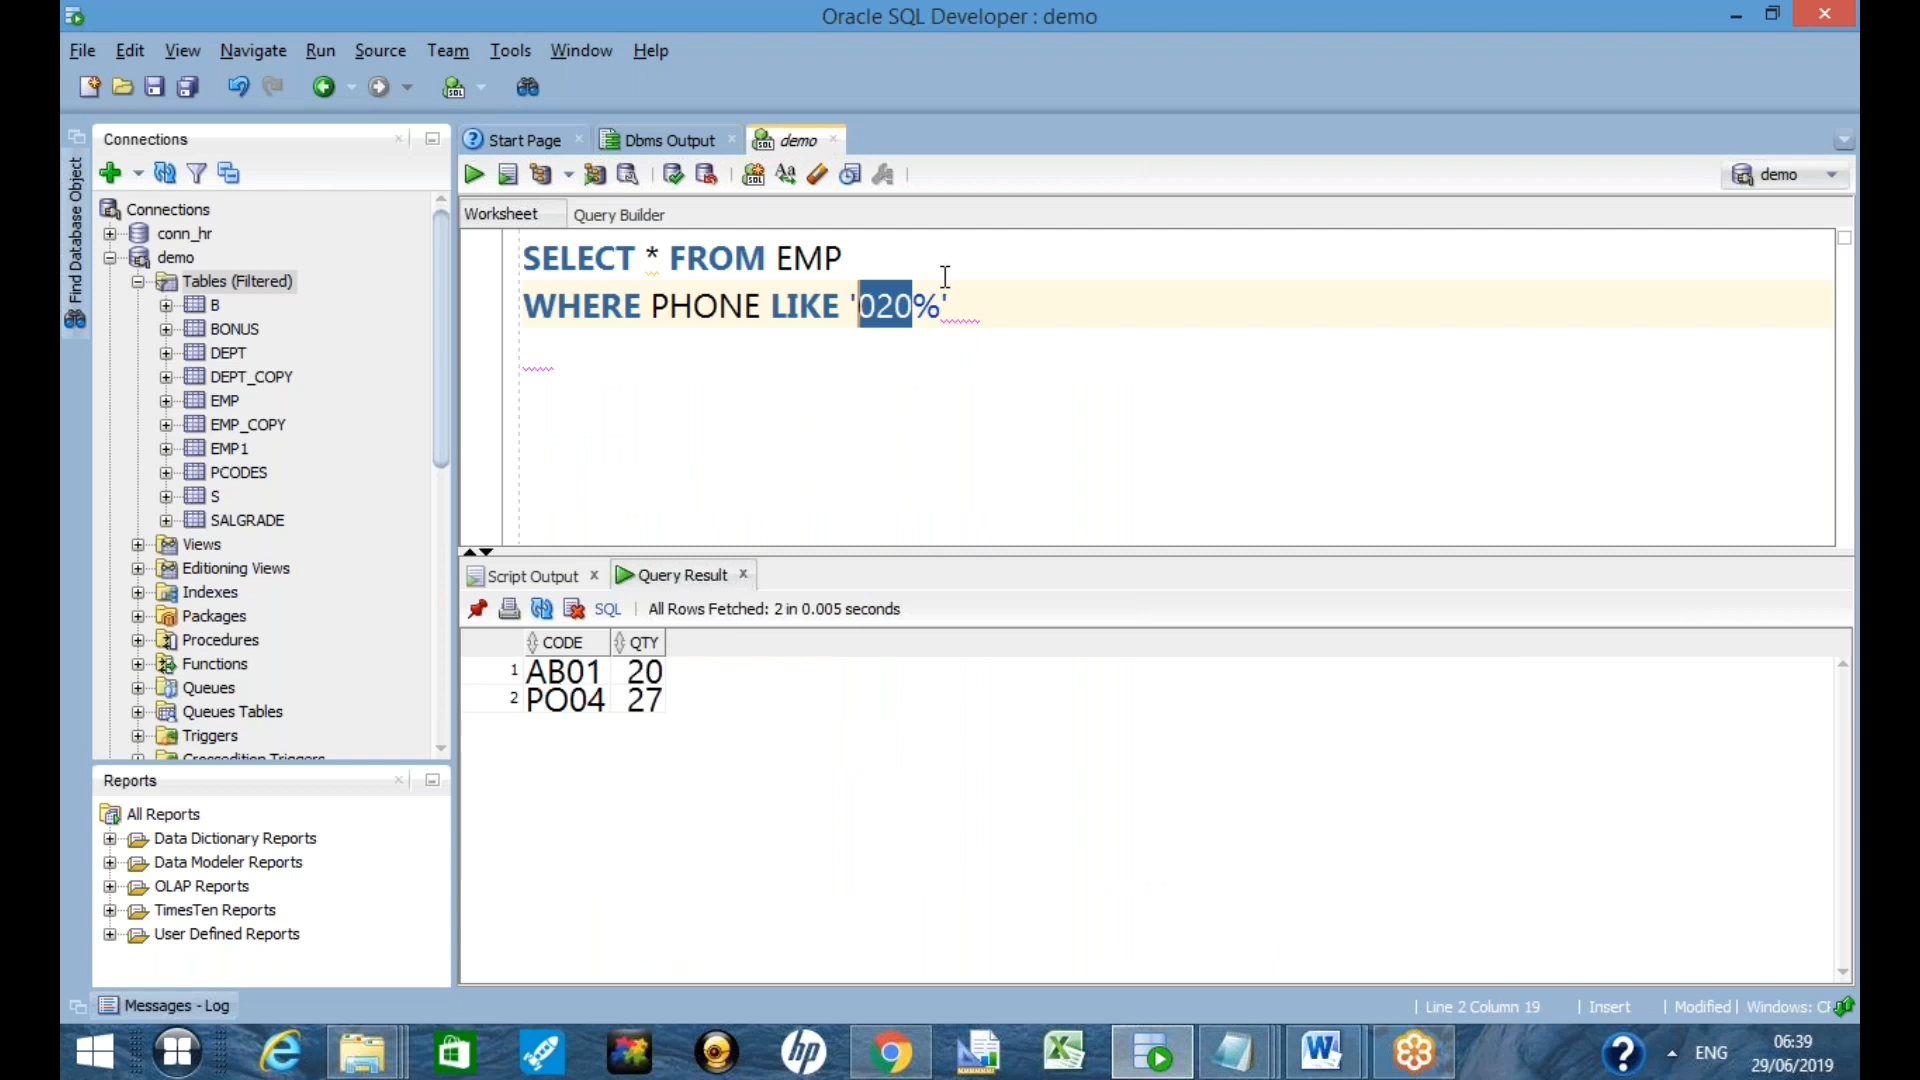 Oracle SQL Developer : demo
File Edit View Navigate Run Source Team Tools Window Help
Connections
Start Page
Dbms Output
demo
demo
Find Database Object
Connections
conn_hr
demo
Tables (Filtered)
B
BONUS
DEPT
DEPT_COPY
EMP
EMP_COPY
EMP1
PCODES
S
SALGRADE
Views
Editioning Views
Indexes
Packages
Procedures
Functions
Queues
Queues Tables
Triggers
Crossedition Triggers
Worksheet Query Builder
SELECT * FROM EMP
WHERE PHONE LIKE '020%'
Script Output
Query Result
SQL All Rows Fetched: 2 in 0.005 seconds
CODE QTY
1 AB01 20
2 PO04 27
Reports
All Reports
Data Dictionary Reports
Data Modeler Reports
OLAP Reports
TimesTen Reports
User Defined Reports
Messages - Log
Line 2 Column 19 Insert Modified Windows:
ENG
06:39
29/06/2019